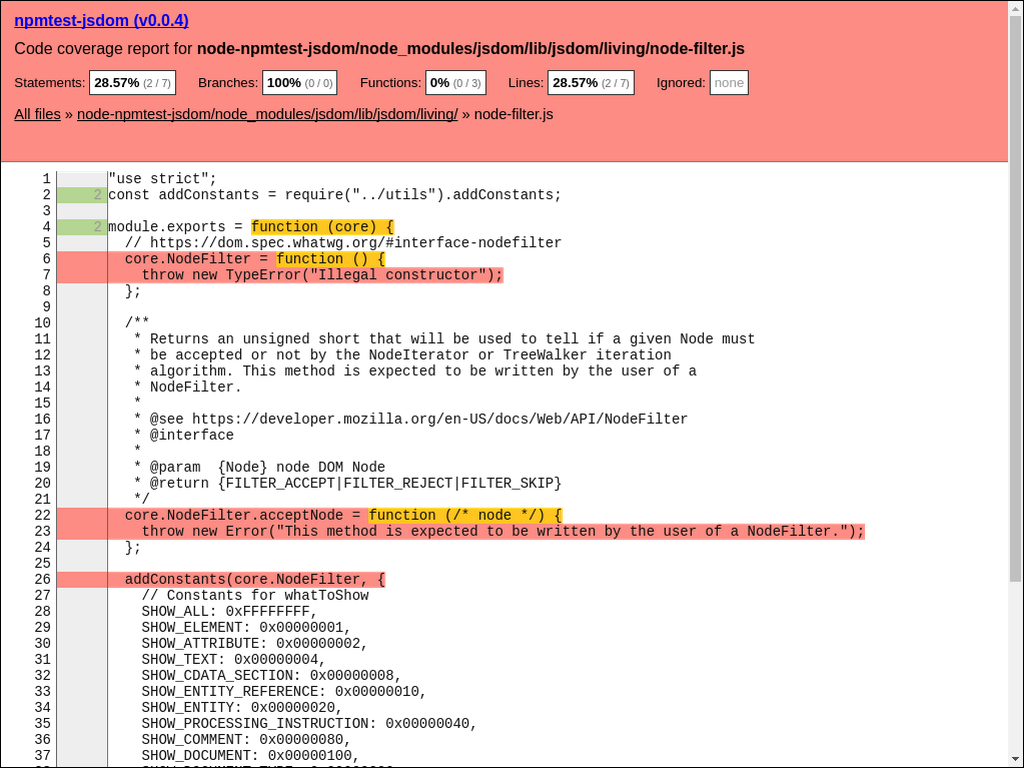 npmtest-jsdom (v0.0.4)
Code coverage report for node-npmtest-jsdom/node_modules/jsdom/lib/jsdom/living/node-filter.js
Statements: 28.57% (2 / 7) Branches: 100% (0 / 0) Functions: 0% (0 / 3) Lines: 28.57% (2 / 7) Ignored: none
All files » node-npmtest-jsdom/node_modules/jsdom/lib/jsdom/living/ » node-filter.js
1 "use strict";
2 2 const addConstants = require("../utils").addConstants;
3
4 2 module.exports = function (core) {
5   // https://dom.spec.whatwg.org/#interface-nodefilter
6   core.NodeFilter = function () {
7     throw new TypeError("Illegal constructor");
8   };
9
10   /**
11    * Returns an unsigned short that will be used to tell if a given Node must
12    * be accepted or not by the NodeIterator or TreeWalker iteration
13    * algorithm. This method is expected to be written by the user of a
14    * NodeFilter.
15    *
16    * @see https://developer.mozilla.org/en-US/docs/Web/API/NodeFilter
17    * @interface
18    *
19    * @param  {Node} node DOM Node
20    * @return {FILTER_ACCEPT|FILTER_REJECT|FILTER_SKIP}
21    */
22   core.NodeFilter.acceptNode = function (/* node */) {
23     throw new Error("This method is expected to be written by the user of a NodeFilter.");
24   };
25
26   addConstants(core.NodeFilter, {
27     // Constants for whatToShow
28     SHOW_ALL: 0xFFFFFFFF,
29     SHOW_ELEMENT: 0x00000001,
30     SHOW_ATTRIBUTE: 0x00000002,
31     SHOW_TEXT: 0x00000004,
32     SHOW_CDATA_SECTION: 0x00000008,
33     SHOW_ENTITY_REFERENCE: 0x00000010,
34     SHOW_ENTITY: 0x00000020,
35     SHOW_PROCESSING_INSTRUCTION: 0x00000040,
36     SHOW_COMMENT: 0x00000080,
37     SHOW_DOCUMENT: 0x00000100,